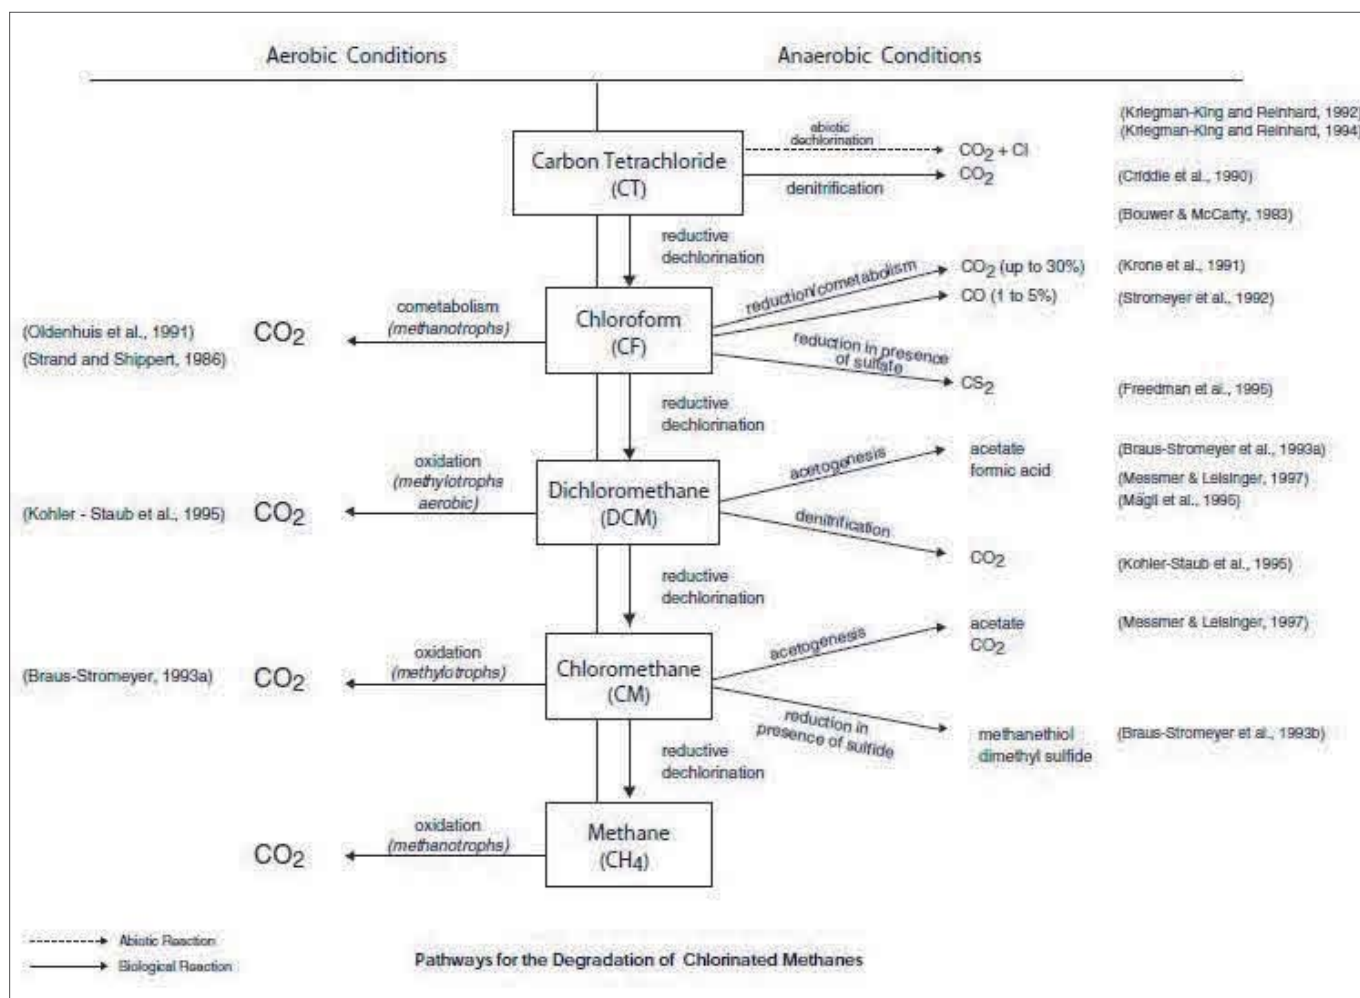 Aerobic Conditions
Anaerobic Conditions
(Kriegman-King and Reinhard, 1992)
(Kriegman-King and Reinhard, 1994)
abiotic
dechlorination
CO2 + Cl
Carbon Tetrachloride
(CT)
denitrification
CO2
(Criddle et al., 1990)
(Bouwer & McCarty, 1983)
reductive
dechlorination
reduction/cometabolism
CO2 (up to 30%)
(Krone et al., 1991)
CO (1 to 5%)
(Stromeyer et al., 1992)
cometabolism
(methanotrophs)
Chloroform
(CF)
(Oldenhuis et al., 1991)
(Strand and Shippert, 1986)
CO2
reduction in presence
of sulfate
CS2
(Freedman et al., 1995)
reductive
dechlorination
oxidation
(methylotrophs
aerobic)
acetogenesis
acetate
formic acid
(Braus-Stromeyer et al., 1993a)
(Messmer & Leisinger, 1997)
(Mägli et al., 1995)
(Kohler - Staub et al., 1995)
CO2
Dichloromethane
(DCM)
denitrification
CO2
(Kohler-Staub et al., 1995)
reductive
dechlorination
acetogenesis
acetate
CO2
(Messmer & Leisinger, 1997)
oxidation
(methylotrophs)
Chloromethane
(CM)
(Braus-Stromeyer, 1993a)
CO2
reduction in
presence of sulfide
methanethiol
dimethyl sulfide
(Braus-Stromeyer et al., 1993b)
reductive
dechlorination
oxidation
(methanotrophs)
CO2
Methane
(CH4)
Abiotic Reaction
Biological Reaction
Pathways for the Degradation of Chlorinated Methanes